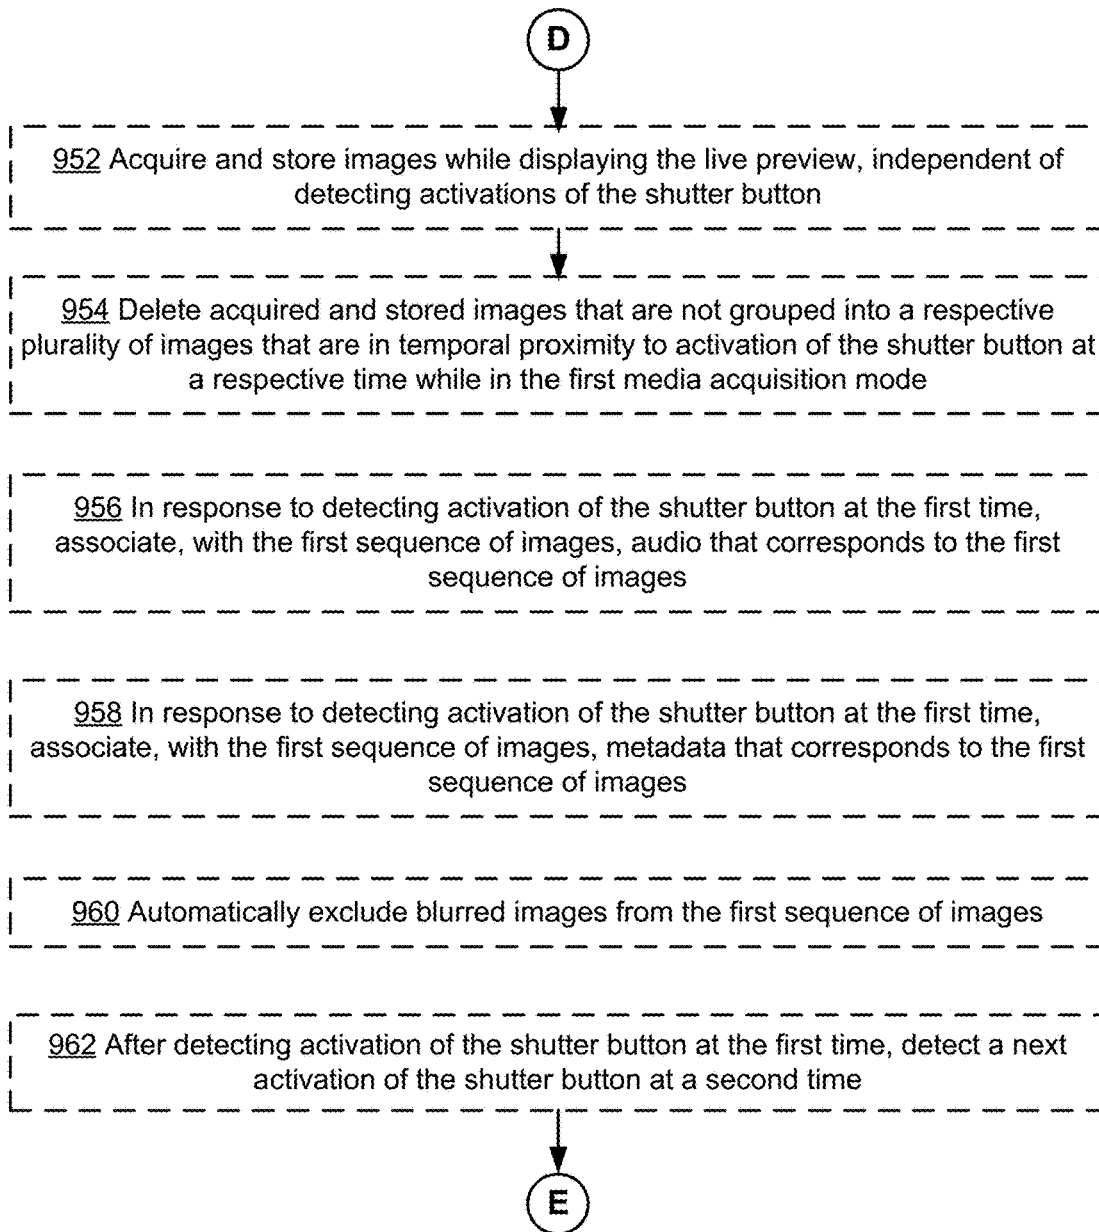 D
952 Acquire and store images while displaying the live preview, independent of
detecting activations of the shutter button
954 Delete acquired and stored images that are not grouped into a respective
plurality of images that are in temporal proximity to activation of the shutter button at
a respective time while in the first media acquisition mode
956 In response to detecting activation of the shutter button at the first time,
associate, with the first sequence of images, audio that corresponds to the first
sequence of images
958 In response to detecting activation of the shutter button at the first time,
associate, with the first sequence of images, metadata that corresponds to the first
sequence of images
960 Automatically exclude blurred images from the first sequence of images
962 After detecting activation of the shutter button at the first time, detect a next
activation of the shutter button at a second time
E